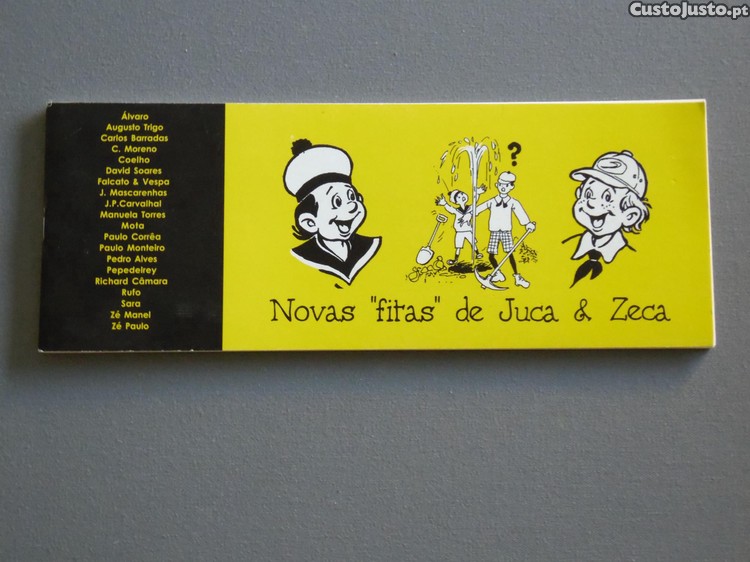 CustoJusto.pt
Álvaro
Augusto Trigo
Carlos Barradas
C. Moreno
Coelho
David Soares
Falcato & Vespa
J. Mascarenhas
J.P.Carvalhal
Manuela Torres
Mota
Paulo Corrêa
Paulo Monteiro
Pedro Alves
Pepedelrey
Richard Câmara
Rufo
Sara
Zé Manel
Zé Paulo
?
Novas "fitas" de Juca & Zeca